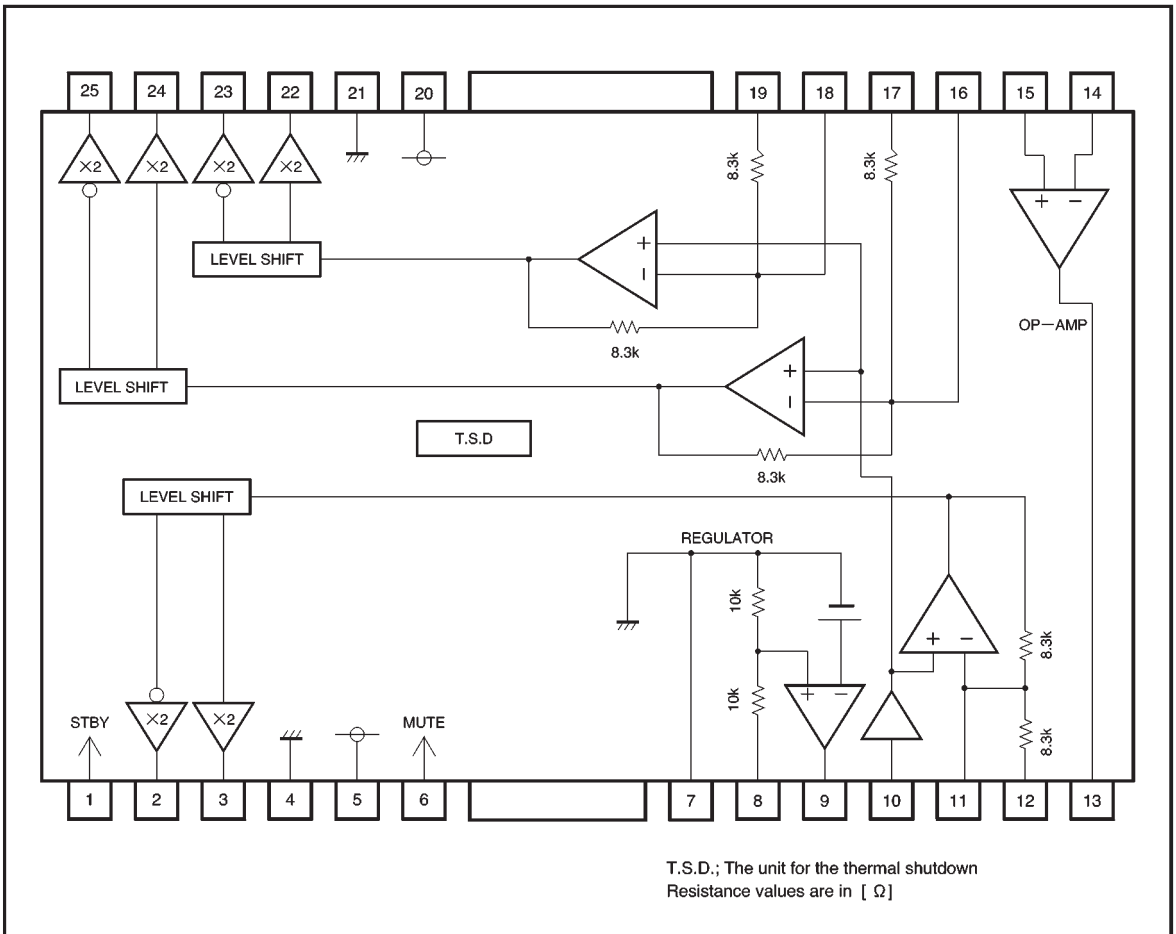 25 24 23 22 21 20 19 18 17 16 15 14
×2 ×2 ×2 ×2
8.3k 8.3k
+ −
LEVEL SHIFT
+
−
OP−AMP
8.3k
LEVEL SHIFT
+
−
T.S.D
8.3k
LEVEL SHIFT
REGULATOR
10k
+ −
8.3k
10k
+ −
8.3k
STBY
×2 ×2
MUTE
1 2 3 4 5 6 7 8 9 10 11 12 13
T.S.D.; The unit for the thermal shutdown
Resistance values are in [ Ω]